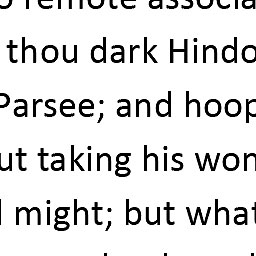 remote associa
thou dark Hindo
Parsee; and hoop
ut taking his won
might; but what